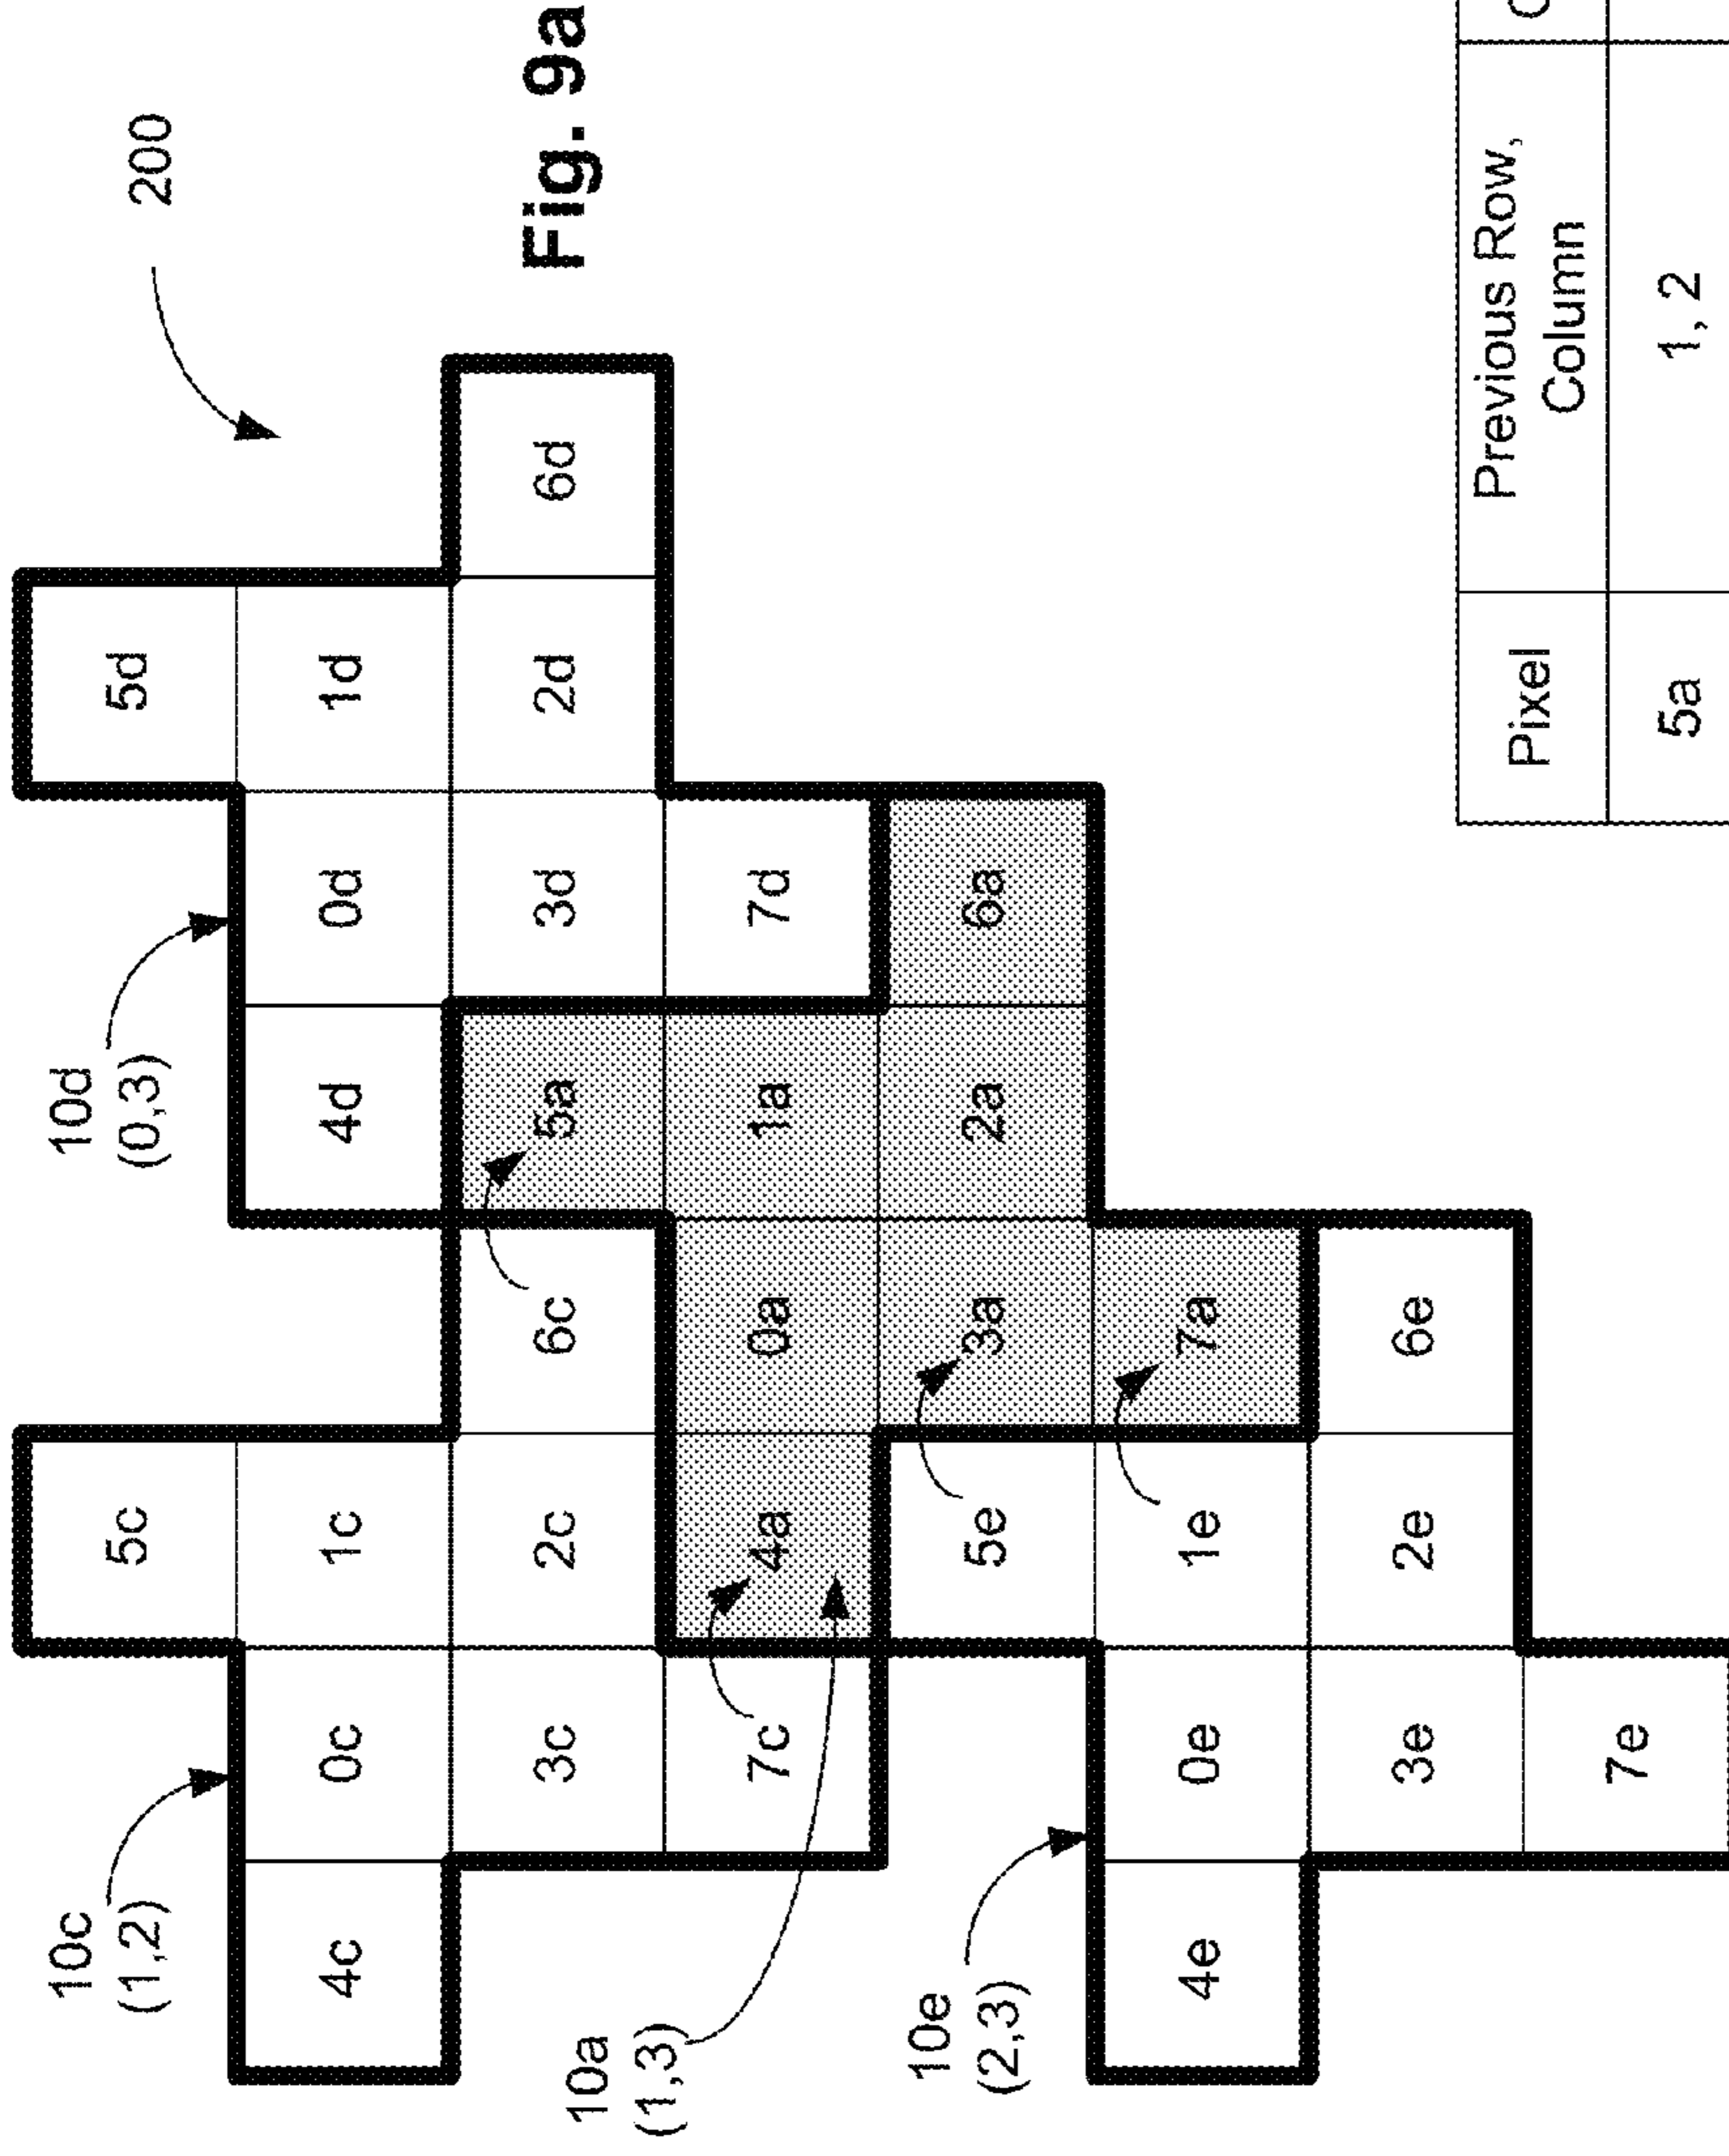 10c 10d
(1,2) 5c (0,3) 5d 200
4c 0c 1c 4d 0d 1d
10a 3c 2c 6c 5a 3d 2d 6d Fig. 9a
(1,3) 7c 4a 0a 1a 7d
10e
(2,3) 5e 3a 2a 6a
4e 0e 1e 7a
3e 2e 6e
7e
Pixel Previous Row,
Column
5a 1, 2